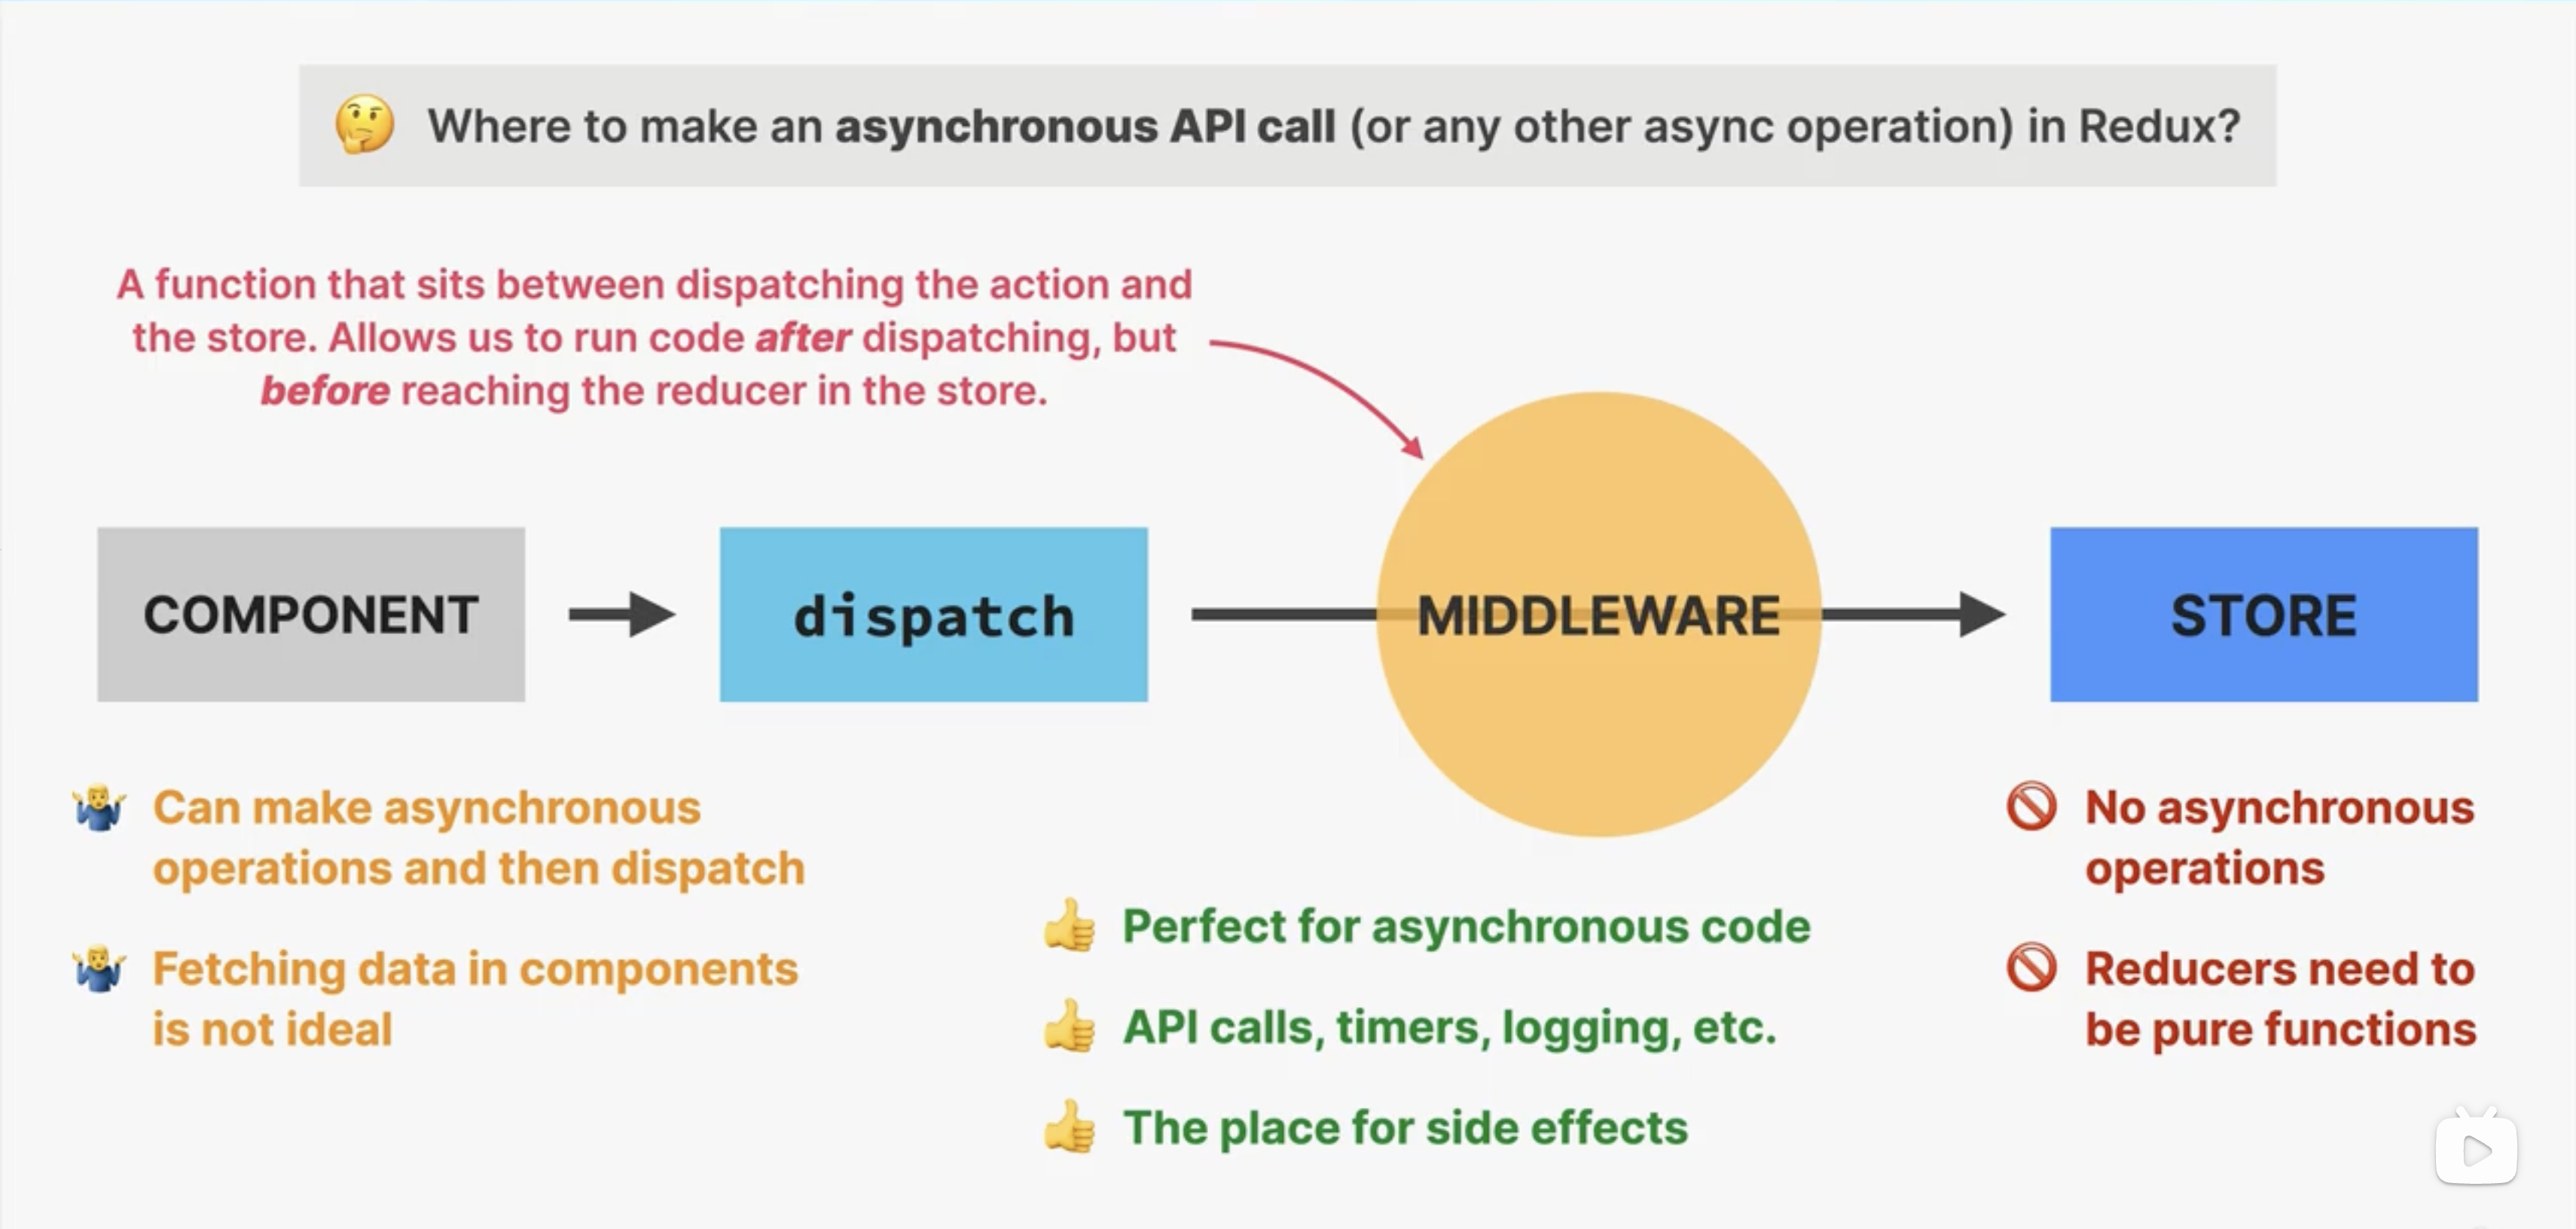 Where to make an asynchronous API call (or any other async operation) in Redux?
A function that sits between dispatching the action and
the store. Allows us to run code after dispatching, but
before reaching the reducer in the store.
COMPONENT
dispatch
MIDDLEWARE
STORE
Can make asynchronous
operations and then dispatch
Fetching data in components
is not ideal
Perfect for asynchronous code
API calls, timers, logging, etc.
The place for side effects
No asynchronous
operations
Reducers need to
be pure functions